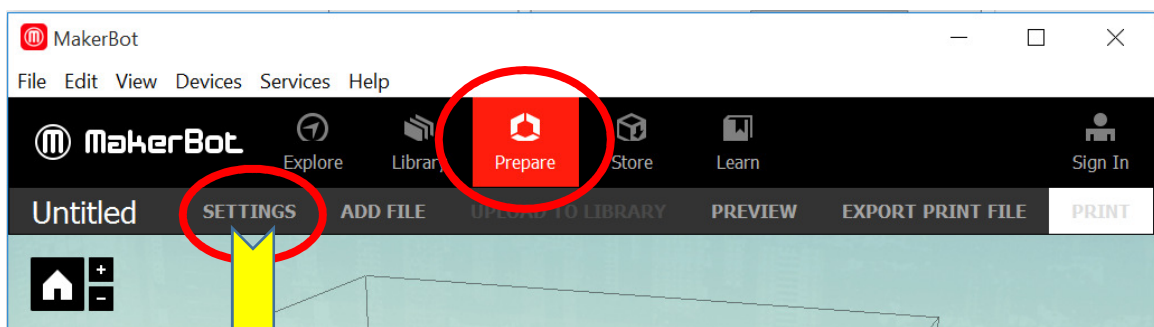 MakerBot
File Edit View Devices Services Help
MakerBot Explore Library Prepare Store Learn Sign In
Untitled SETTINGS ADD FILE UPLOAD TO LIBRARY PREVIEW EXPORT PRINT FILE PRINT
+
-